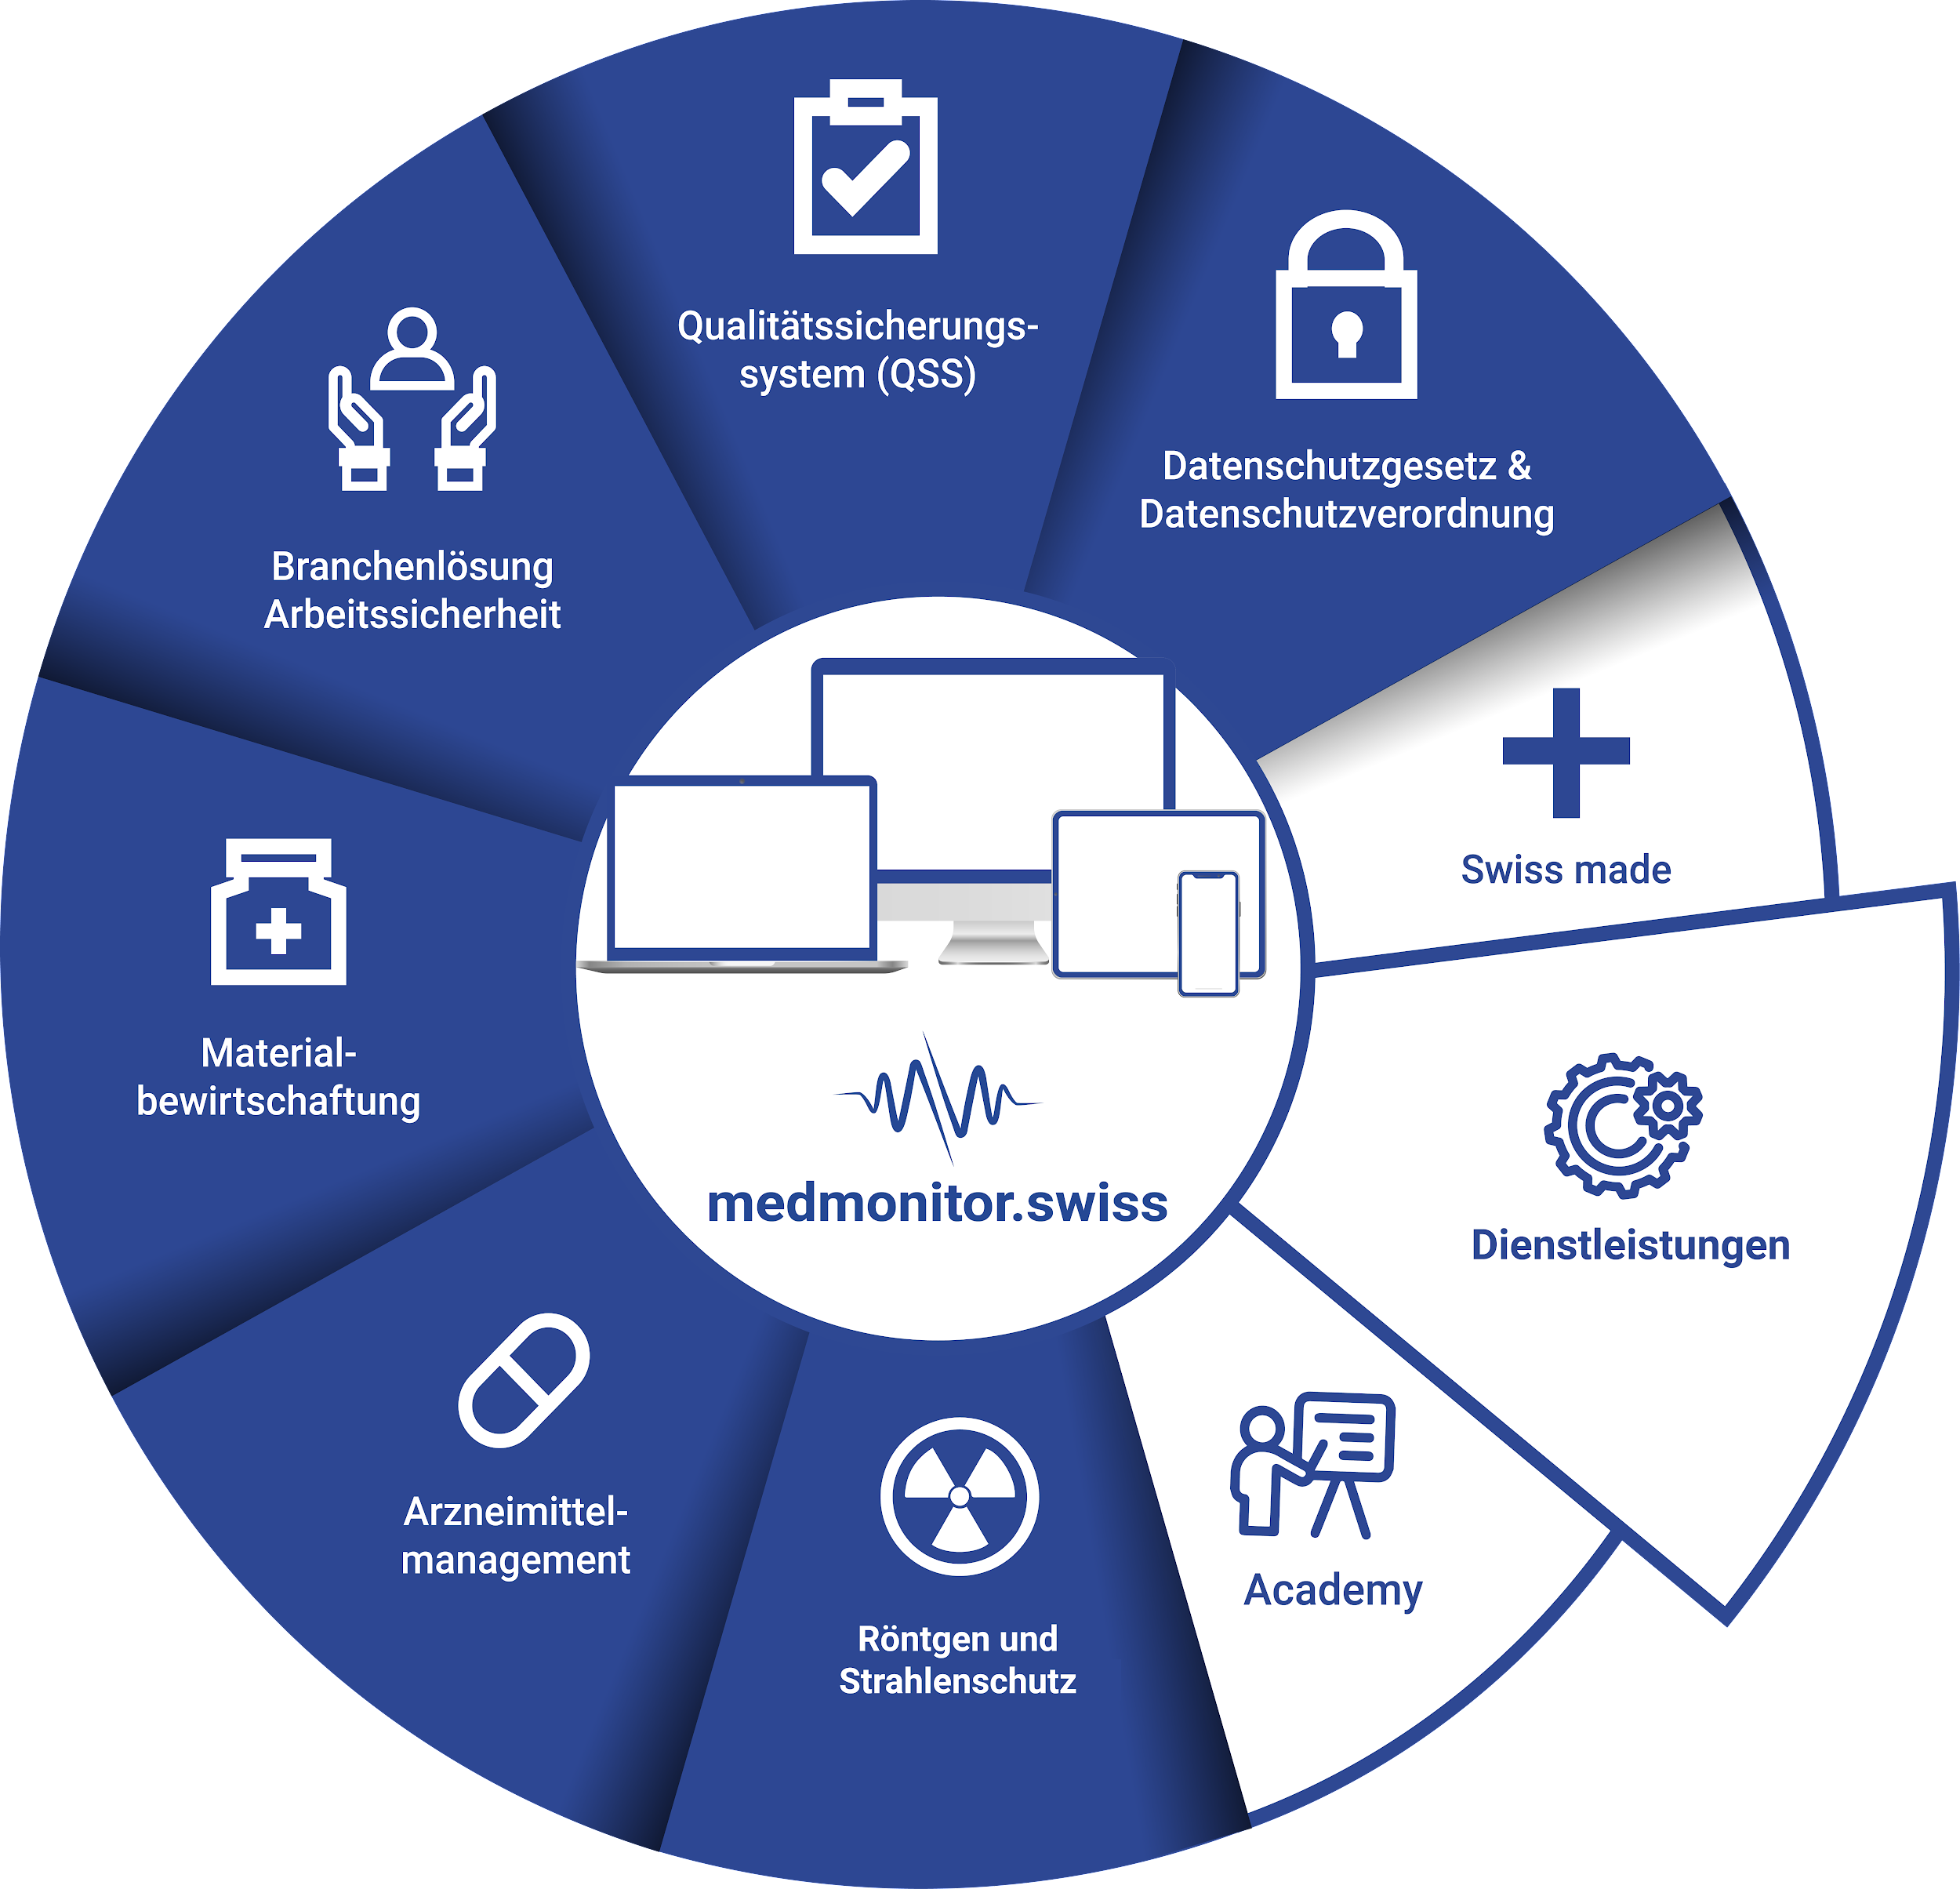 Qualitätssicherungs-
system (QSS)
Datenschutzgesetz &
Datenschutzverordnung
Branchenlösung
Arbeitssicherheit
Swiss made
Material-
bewirtschaftung
medmonitor.swiss
Dienstleistungen
Arzneimittel-
management
Röntgen und
Strahlenschutz
Academy